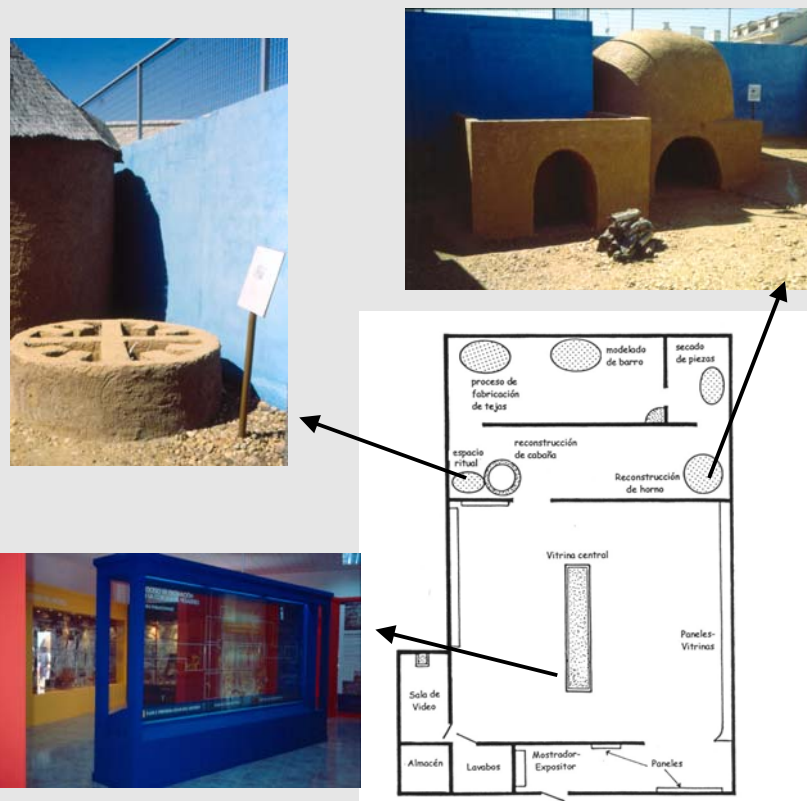 modelado
de barro
secado
de piezas
proceso de
fabricación
de tejas
espacio
ritual
reconstrucción
de cabaña
Reconstrucción
de horno
Vitrina central
Paneles-
Vitrinas
Sala de
Video
Almacén
Lavabos
Mostrador-
Expositor
Paneles